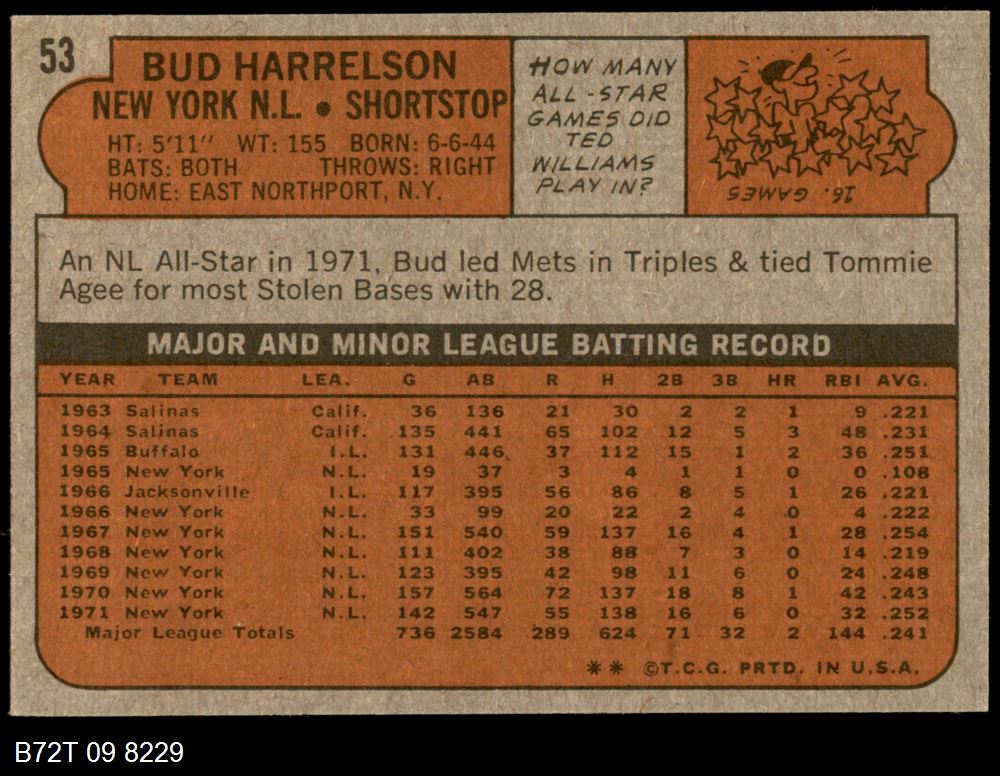 53
BUD HARRELSON
NEW YORK N.L. • SHORTSTOP
HT: 5'11" WT: 155 BORN: 6-6-44
BATS: BOTH THROWS: RIGHT
HOME: EAST NORTHPORT, N.Y.
HOW MANY
ALL-STAR
GAMES DID
TED
WILLIAMS
PLAY IN?
16. GAMES
An NL All-Star in 1971, Bud led Mets in Triples & tied Tommie
Agee for most Stolen Bases with 28.
MAJOR AND MINOR LEAGUE BATTING RECORD
YEAR TEAM LEA. G AB R H 2B 3B HR RBI AVG.
1963 Salinas Calif. 36 136 21 30 2 2 1 9 .221
1964 Salinas Calif. 135 441 65 102 12 5 3 48 .231
1965 Buffalo I.L. 131 446 37 112 15 1 2 36 .251
1965 New York N.L. 19 37 3 4 1 1 0 0 .108
1966 Jacksonville I.L. 117 395 56 86 8 5 1 26 .221
1966 New York N.L. 33 99 20 22 2 4 0 4 .222
1967 New York N.L. 151 540 59 137 16 4 1 28 .254
1968 New York N.L. 111 402 38 88 7 3 0 14 .219
1969 New York N.L. 123 395 42 98 11 6 0 24 .248
1970 New York N.L. 157 564 72 137 18 8 1 42 .243
1971 New York N.L. 142 547 55 138 16 6 0 32 .252
Major League Totals 736 2584 289 624 71 32 2 144 .241
** ©T.C.G. PRTD. IN U.S.A.
B72T 09 8229